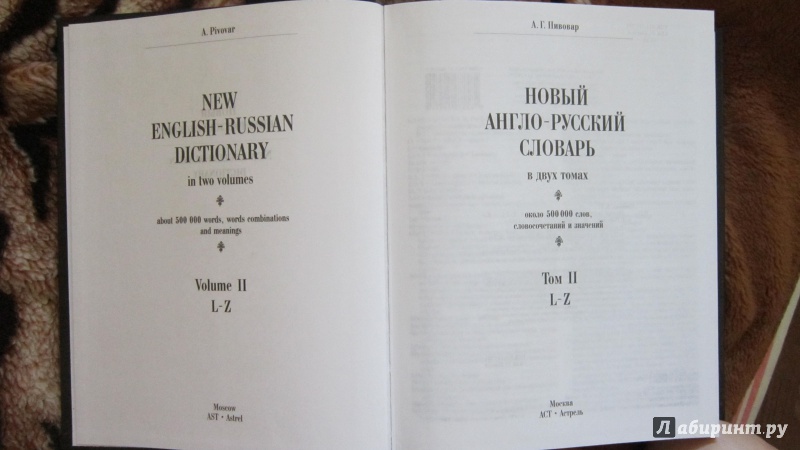 A. Pivovar
NEW
ENGLISH-RUSSIAN
DICTIONARY
in two volumes
about 500 000 words, words combinations
and meanings
Volume II
L-Z
Moscow
AST • Astrel
А. Г. Пивовар
НОВЫЙ
АНГЛО-РУССКИЙ
СЛОВАРЬ
в двух томах
около 500 000 слов,
словосочетаний и значений
Том II
L-Z
Москва
АСТ • Астрель
Лабиринт.ру